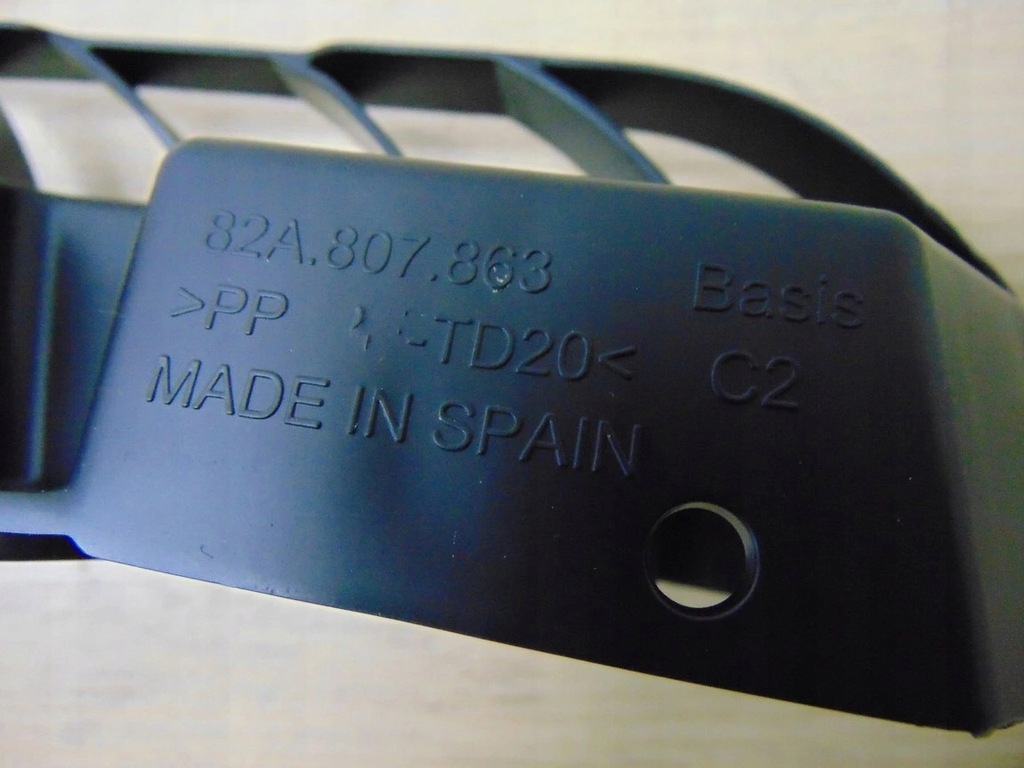 82A.807.863
>PP -TD20<
MADE IN SPAIN
Basis
C2